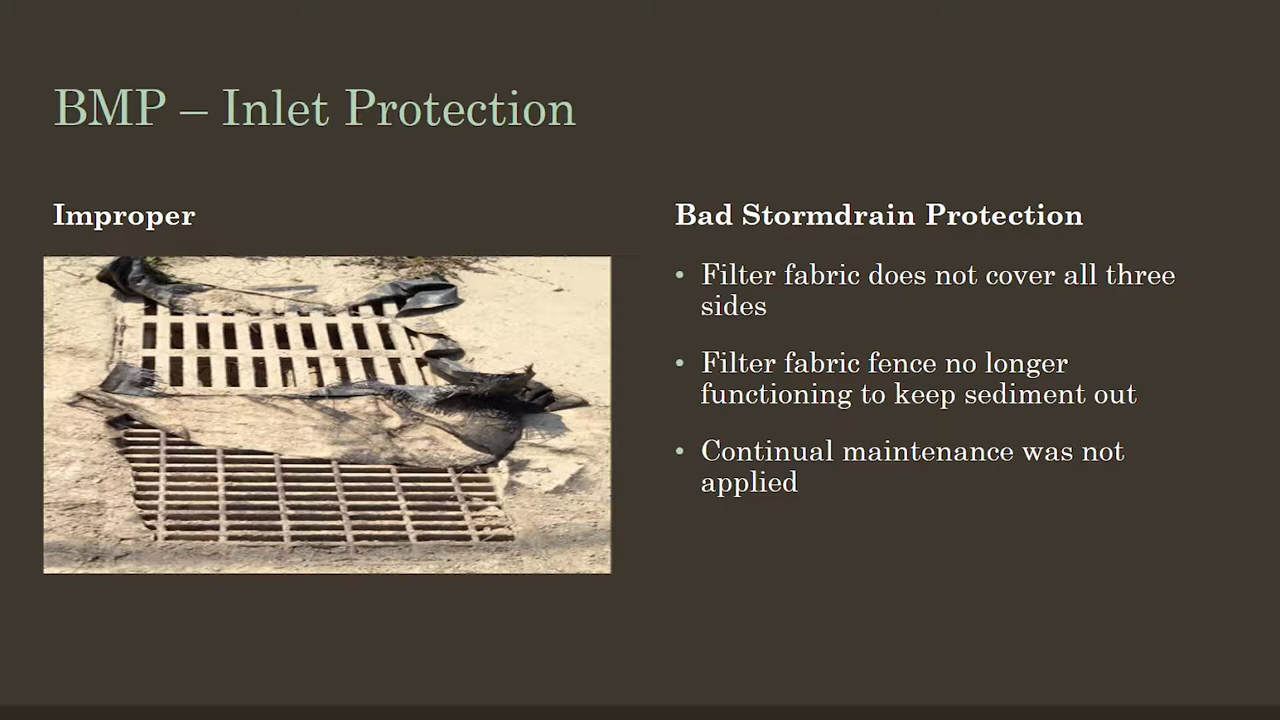 BMP – Inlet Protection
Improper
Bad Stormdrain Protection
• Filter fabric does not cover all three
sides
• Filter fabric fence no longer
functioning to keep sediment out
• Continual maintenance was not
applied